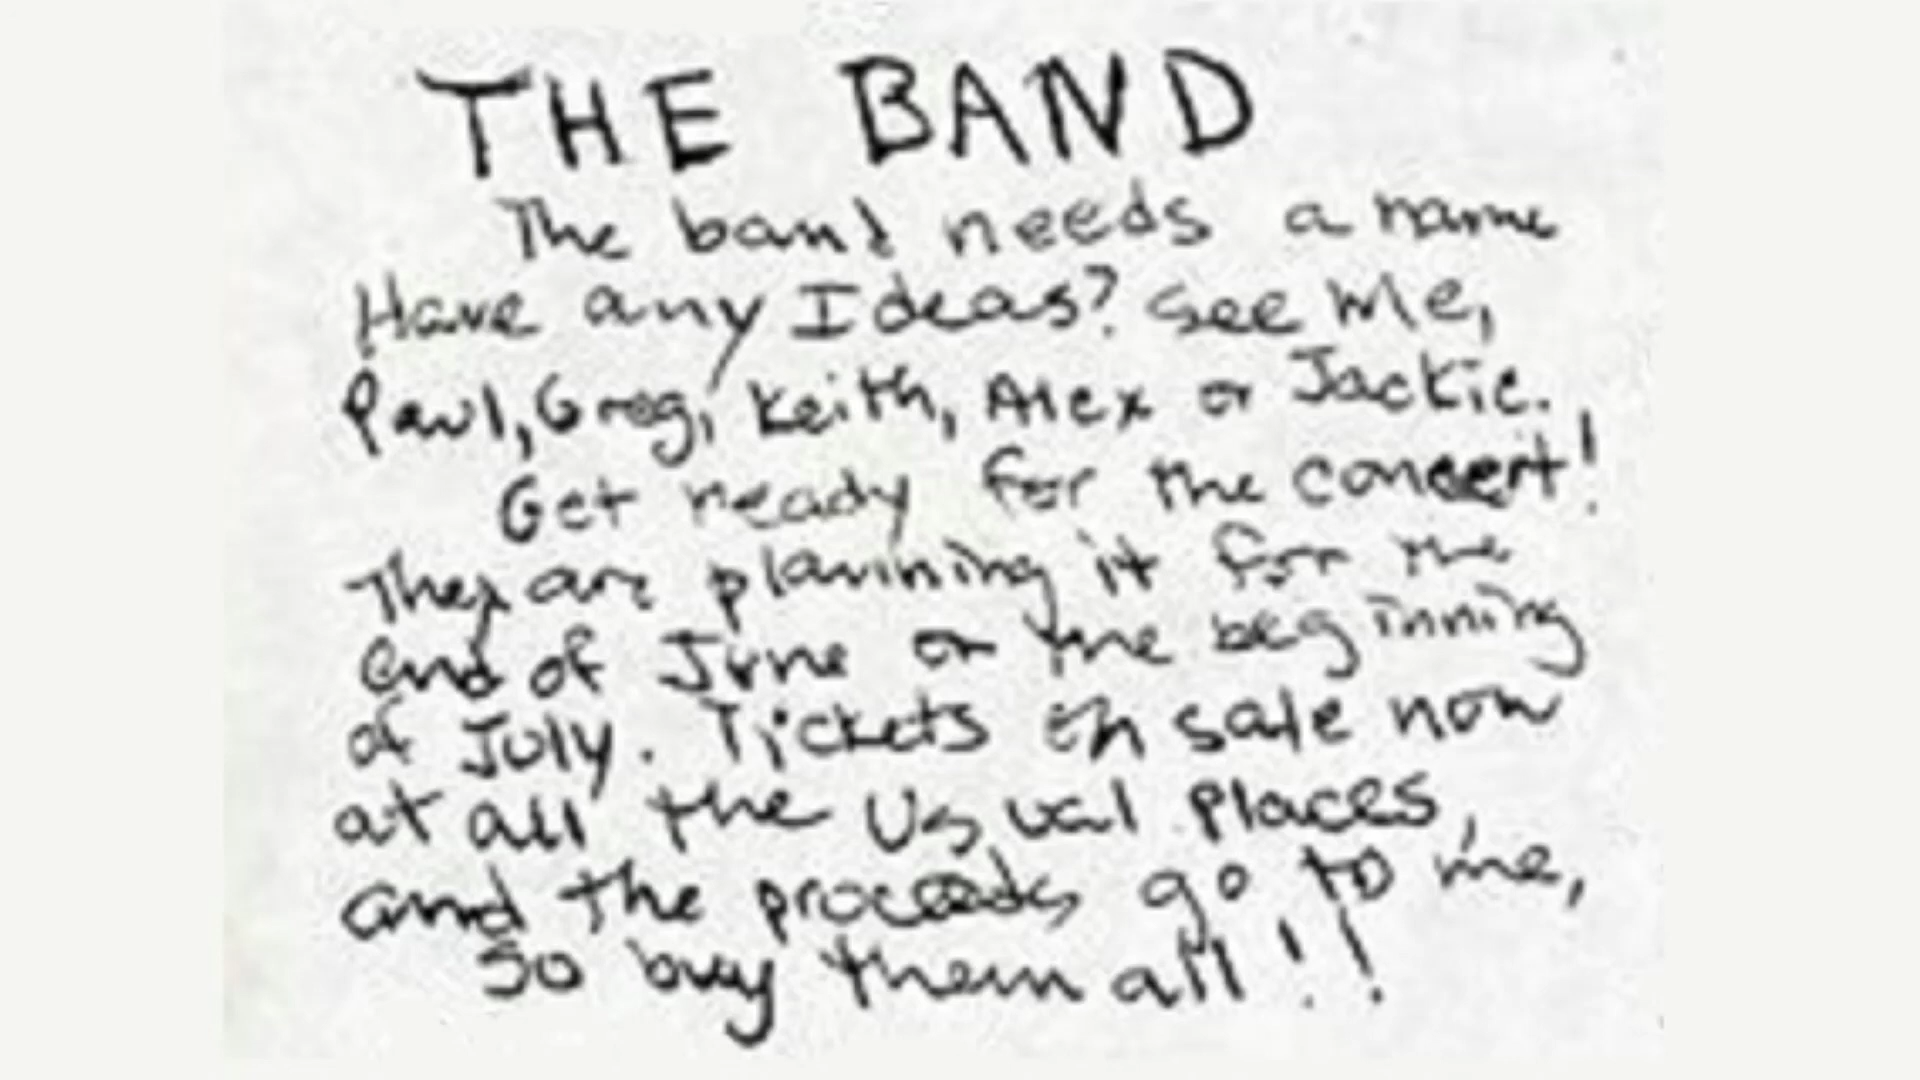 THE BAND
The band needs a name
Have any Ideas? See Me,
Paul, Greg, Keith, Alex or Jackie.
Get ready for the concert!
They are planning it for the
end of June or the beginning
of July. Tickets on sale now
at all the Usual Places,
and the proceeds go to me,
so buy them all!!